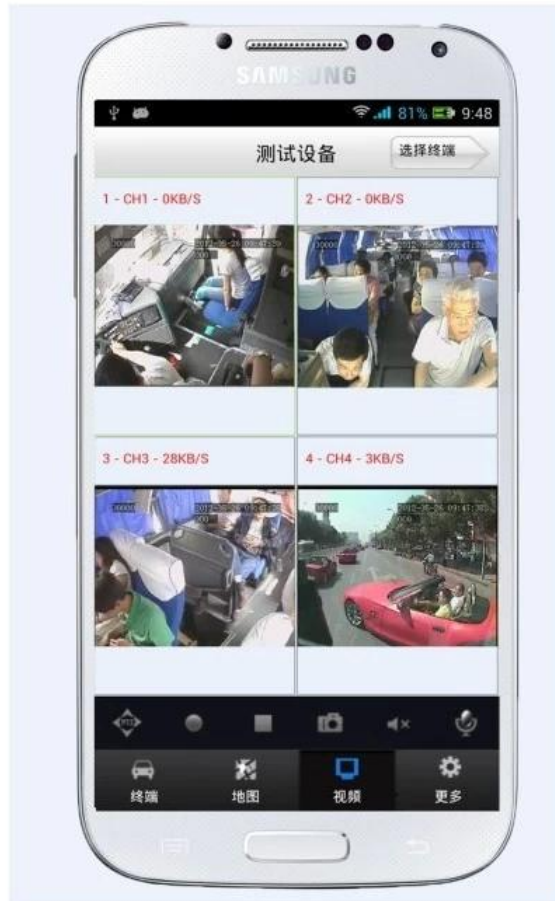 SAMSUNG
81% 9:48
测试设备
选择终端
1 - CH1 - 0KB/S
2 - CH2 - 0KB/S
3 - CH3 - 28KB/S
4 - CH4 - 3KB/S
PTZ
终端
地图
视频
更多